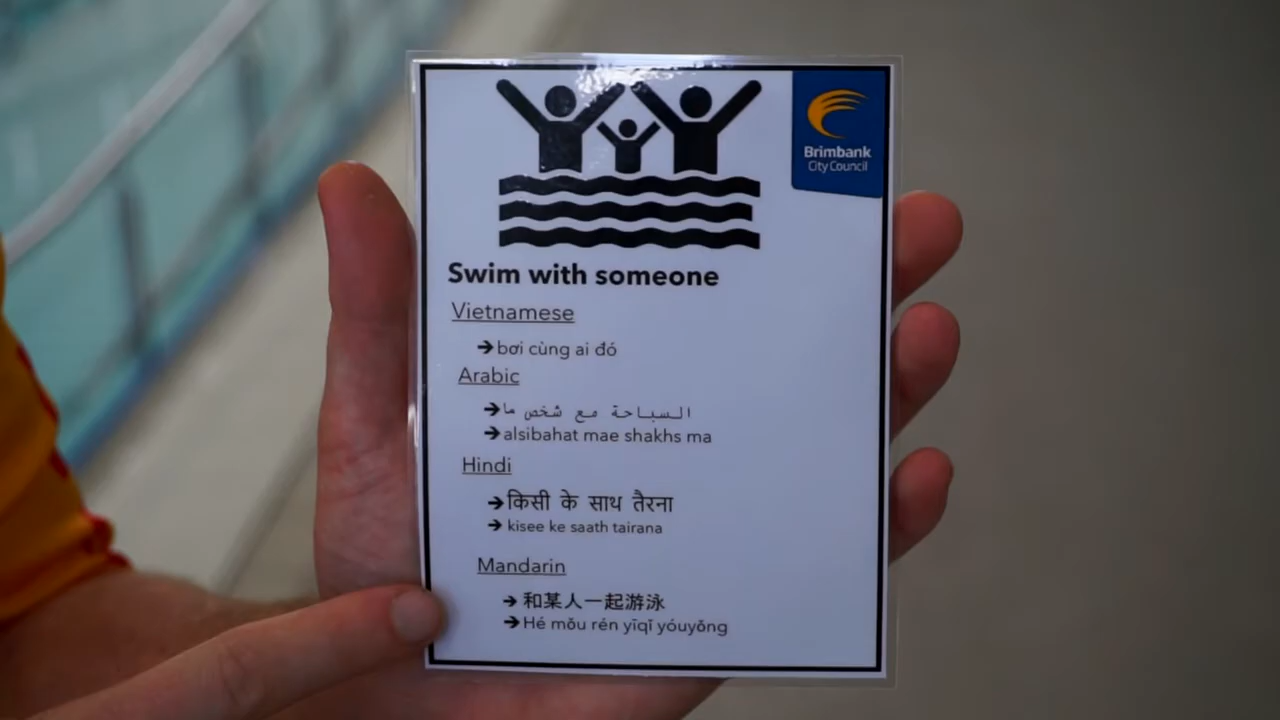 Brimbank
City Council
Swim with someone
Vietnamese
➔ bơi cùng ai đó
Arabic
➔ السباحة مع شخص ما
➔ alsibahat mae shakhs ma
Hindi
➔ किसी के साथ तैरना
➔ kisee ke saath tairana
Mandarin
➔ 和某人一起游泳
➔ Hé mǒu rén yīqǐ yóuyǒng